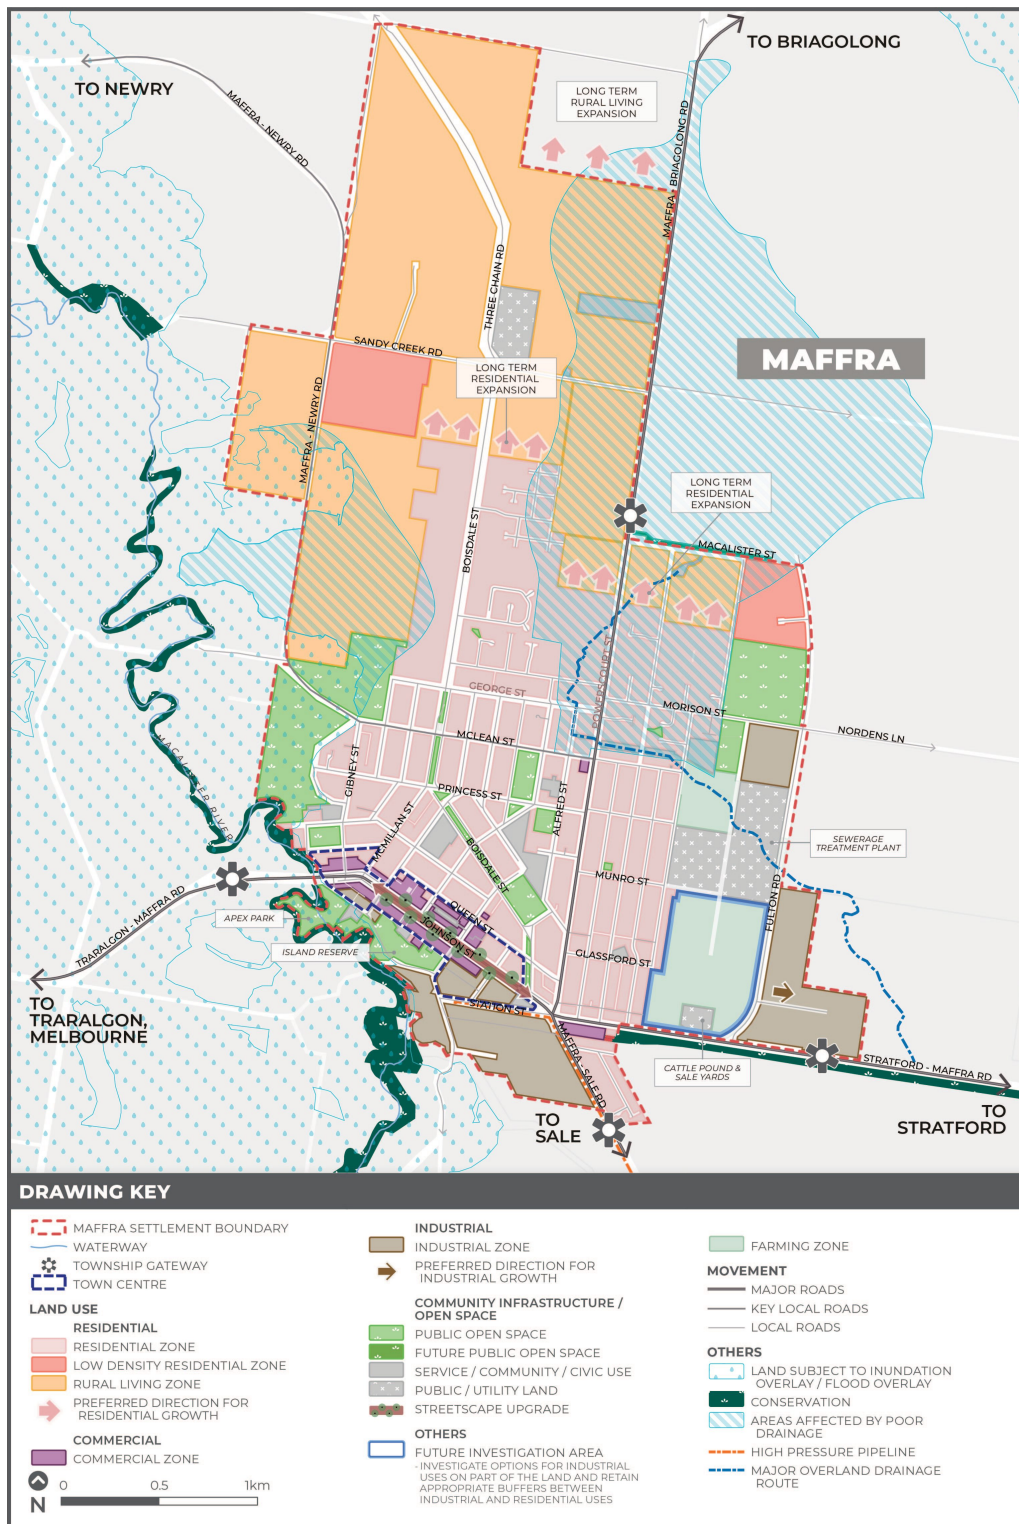 TO BRIAGOLONG
TO NEWRY
MAFFRA - NEWRY RD
LONG TERM
RURAL LIVING
EXPANSION
MAFFRA - BRIAGOLONG RD
THREE CHAIN RD
SANDY CREEK RD
MAFFRA
LONG TERM
RESIDENTIAL
EXPANSION
MAFFRA - NEWRY RD
LONG TERM
RESIDENTIAL
EXPANSION
BOISDALE ST
MACALISTER ST
POWERSCOURT ST
GEORGE ST
MORISON ST
NORDENS LN
MCLEAN ST
GIBNEY ST
MACALISTER RIVER
PRINCESS ST
ALFRED ST
MCMILLAN ST
BOISDALE ST
SEWERAGE
TREATMENT PLANT
MUNRO ST
FULTON RD
TRARALGON - MAFFRA RD
APEX PARK
QUEEN ST
JOHNSON ST
ISLAND RESERVE
GLASSFORD ST
TO
TRARALGON,
MELBOURNE
STATION ST
MAFFRA - SALE RD
CATTLE POUND &
SALE YARDS
STRATFORD - MAFFRA RD
TO
SALE
TO
STRATFORD
DRAWING KEY
MAFFRA SETTLEMENT BOUNDARY
WATERWAY
TOWNSHIP GATEWAY
TOWN CENTRE
LAND USE
RESIDENTIAL
RESIDENTIAL ZONE
LOW DENSITY RESIDENTIAL ZONE
RURAL LIVING ZONE
PREFERRED DIRECTION FOR
RESIDENTIAL GROWTH
COMMERCIAL
COMMERCIAL ZONE
N
0 0.5 1km
INDUSTRIAL
INDUSTRIAL ZONE
PREFERRED DIRECTION FOR
INDUSTRIAL GROWTH
COMMUNITY INFRASTRUCTURE /
OPEN SPACE
PUBLIC OPEN SPACE
FUTURE PUBLIC OPEN SPACE
SERVICE / COMMUNITY / CIVIC USE
PUBLIC / UTILITY LAND
STREETSCAPE UPGRADE
OTHERS
FUTURE INVESTIGATION AREA
- INVESTIGATE OPTIONS FOR INDUSTRIAL
USES ON PART OF THE LAND AND RETAIN
APPROPRIATE BUFFERS BETWEEN
INDUSTRIAL AND RESIDENTIAL USES
FARMING ZONE
MOVEMENT
MAJOR ROADS
KEY LOCAL ROADS
LOCAL ROADS
OTHERS
LAND SUBJECT TO INUNDATION
OVERLAY / FLOOD OVERLAY
CONSERVATION
AREAS AFFECTED BY POOR
DRAINAGE
HIGH PRESSURE PIPELINE
MAJOR OVERLAND DRAINAGE
ROUTE